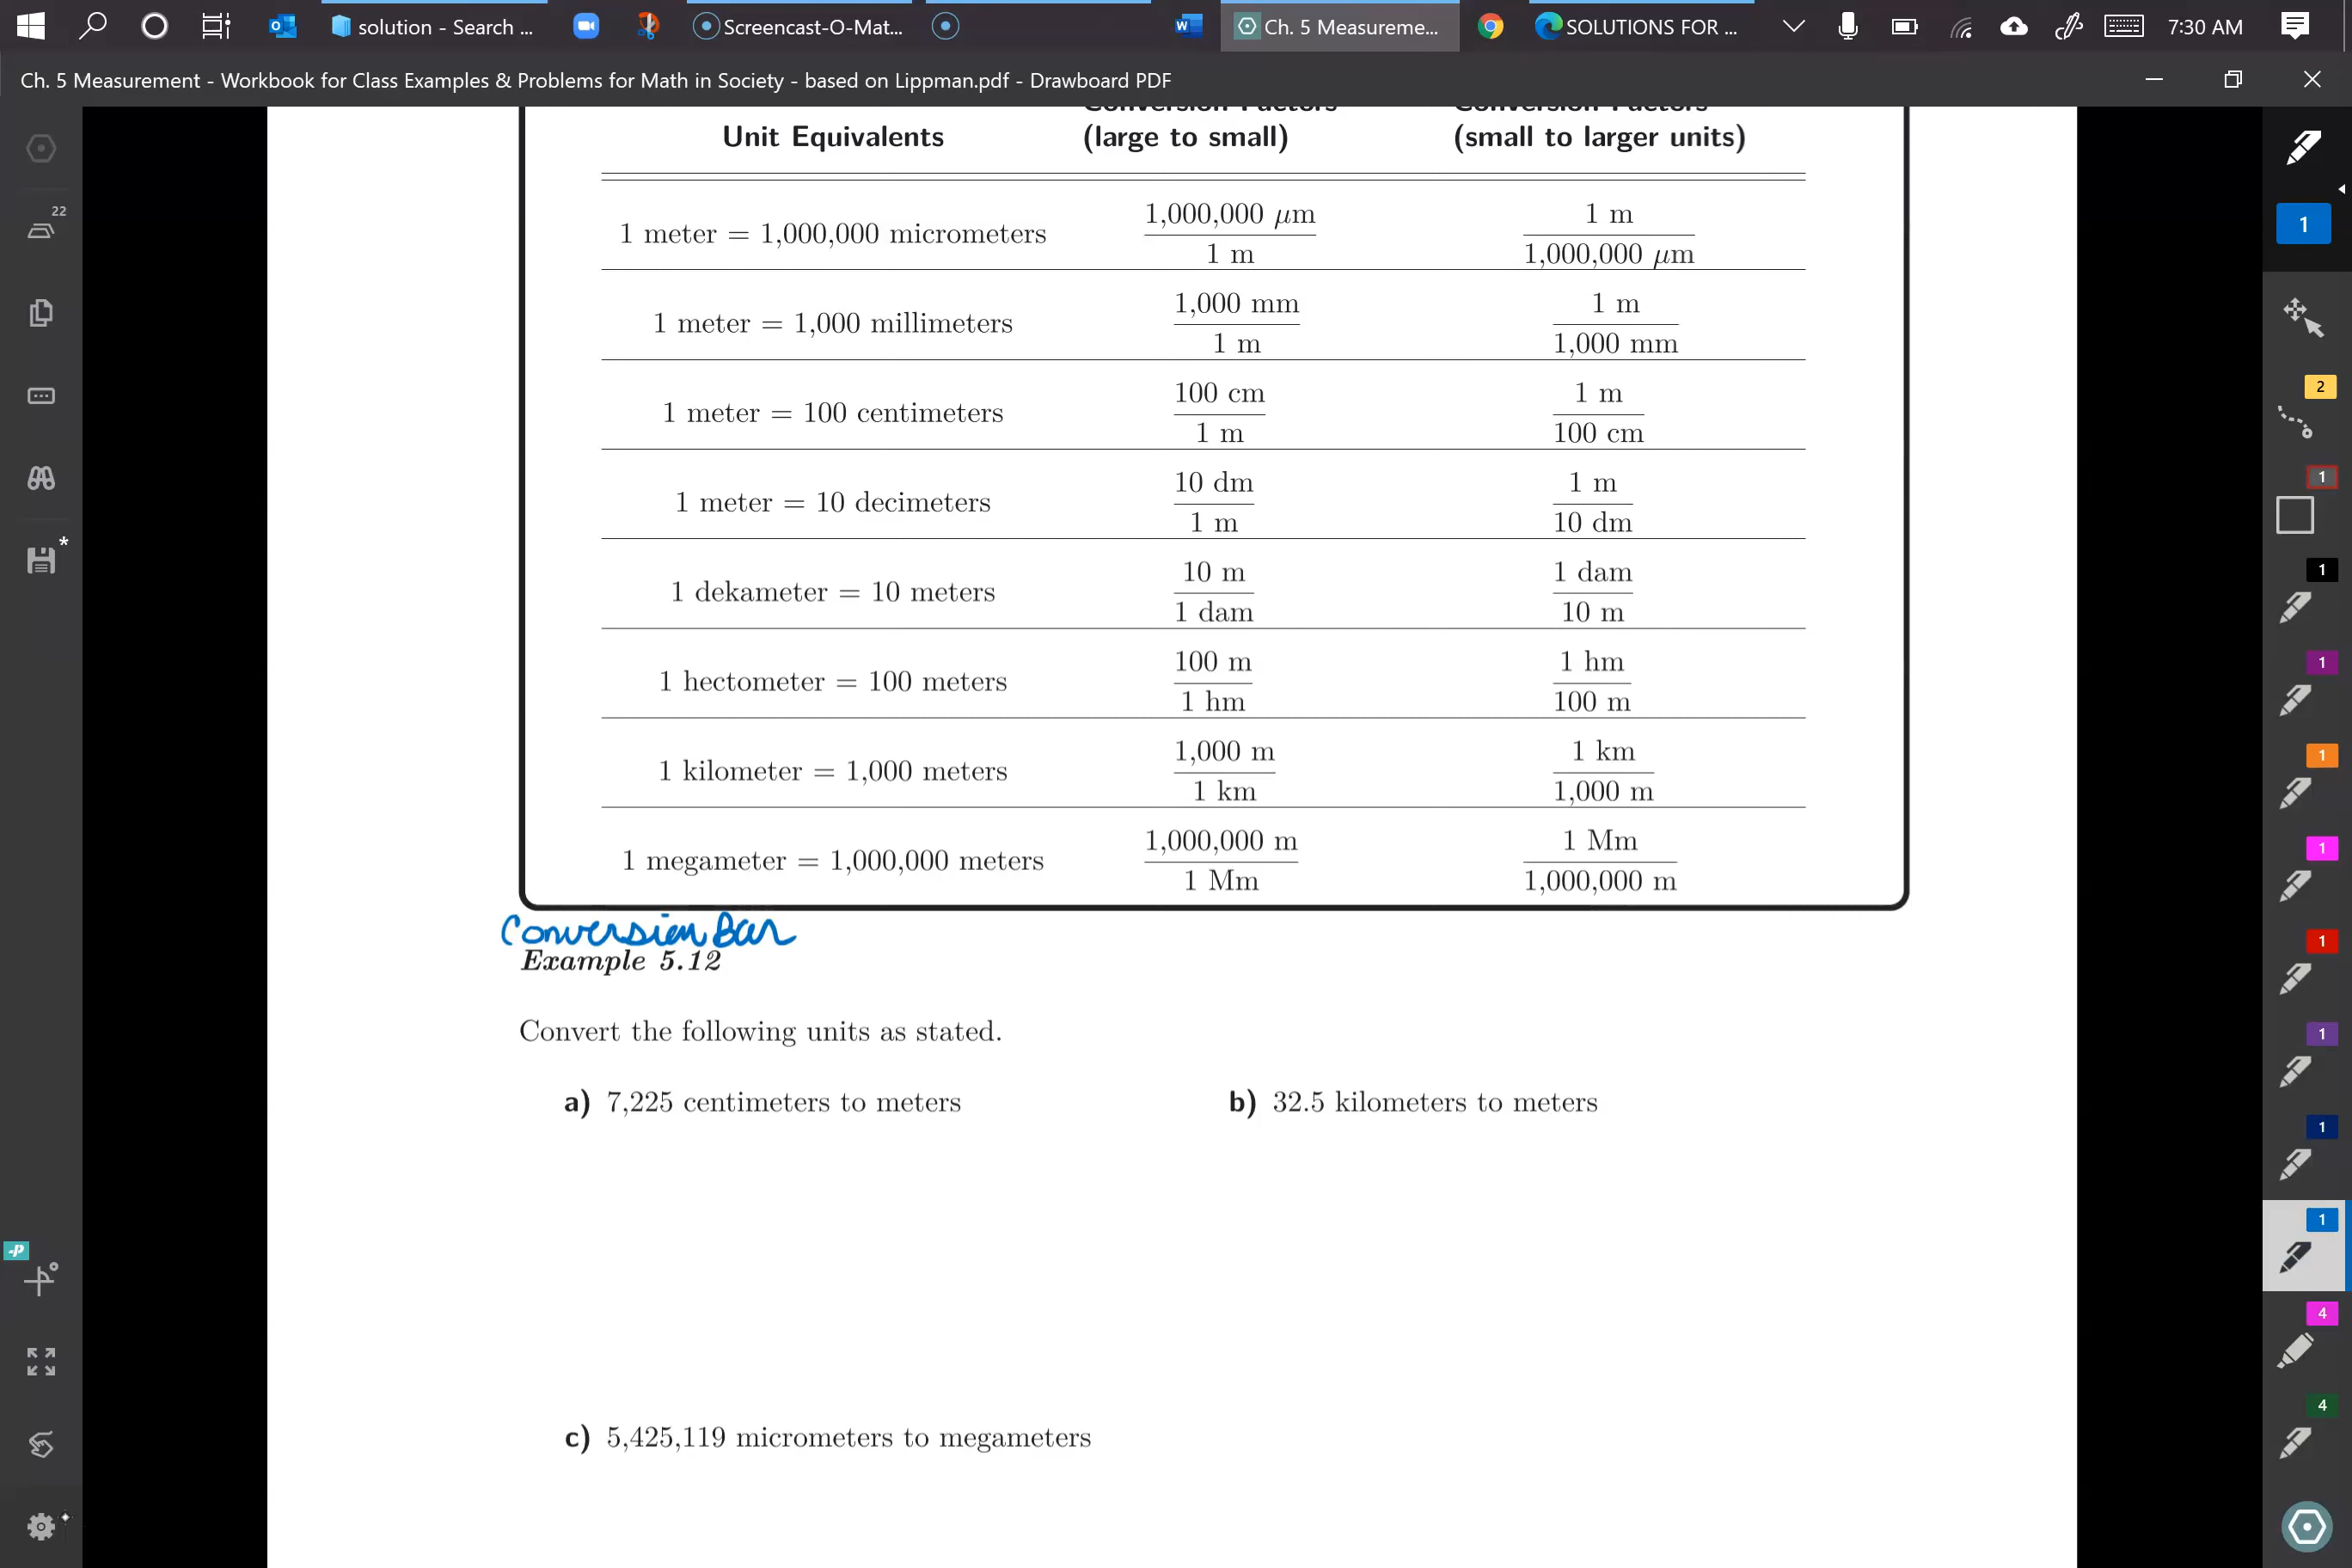 solution - Search ...
Screencast-O-Mat...
Ch. 5 Measureme...
SOLUTIONS FOR ...
7:30 AM
Ch. 5 Measurement - Workbook for Class Examples & Problems for Math in Society - based on Lippman.pdf - Drawboard PDF
Conversion Factors Conversion Factors
Unit Equivalents (large to small) (small to larger units)
1 meter = 1,000,000 micrometers 1,000,000 μm / 1 m 1 m / 1,000,000 μm
1 meter = 1,000 millimeters 1,000 mm / 1 m 1 m / 1,000 mm
1 meter = 100 centimeters 100 cm / 1 m 1 m / 100 cm
1 meter = 10 decimeters 10 dm / 1 m 1 m / 10 dm
1 dekameter = 10 meters 10 m / 1 dam 1 dam / 10 m
1 hectometer = 100 meters 100 m / 1 hm 1 hm / 100 m
1 kilometer = 1,000 meters 1,000 m / 1 km 1 km / 1,000 m
1 megameter = 1,000,000 meters 1,000,000 m / 1 Mm 1 Mm / 1,000,000 m
Conversion Bar
Example 5.12
Convert the following units as stated.
a) 7,225 centimeters to meters
b) 32.5 kilometers to meters
c) 5,425,119 micrometers to megameters
22
1
2
1
1
1
1
1
1
1
1
1
4
4